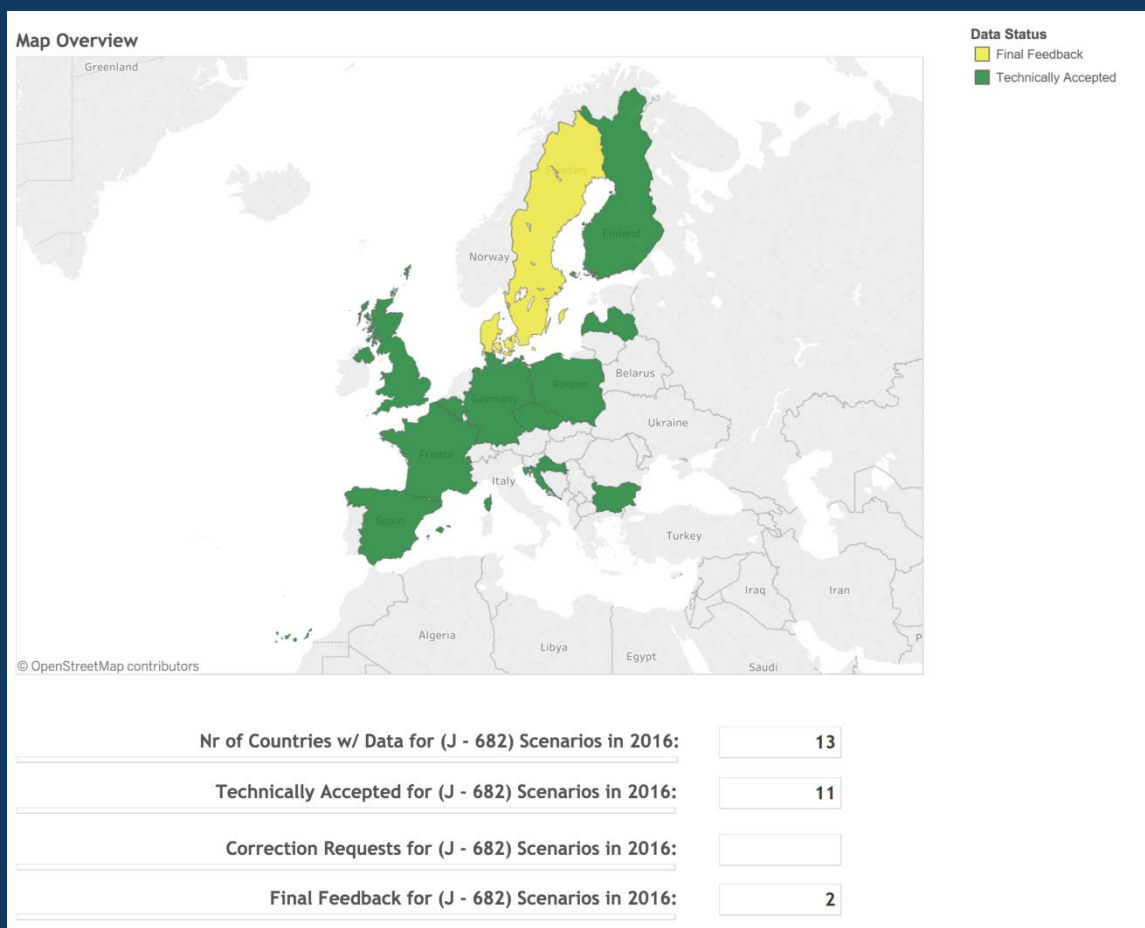 Map Overview
Data Status
Final Feedback
Technically Accepted
Greenland
Sweden
Finland
Norway
Belarus
Poland
Germany
Ukraine
France
Italy
Spain
Turkey
Iraq
Iran
Algeria
Libya
Egypt
Saudi
P
© OpenStreetMap contributors
Nr of Countries w/ Data for (J - 682) Scenarios in 2016: 13
Technically Accepted for (J - 682) Scenarios in 2016: 11
Correction Requests for (J - 682) Scenarios in 2016:
Final Feedback for (J - 682) Scenarios in 2016: 2